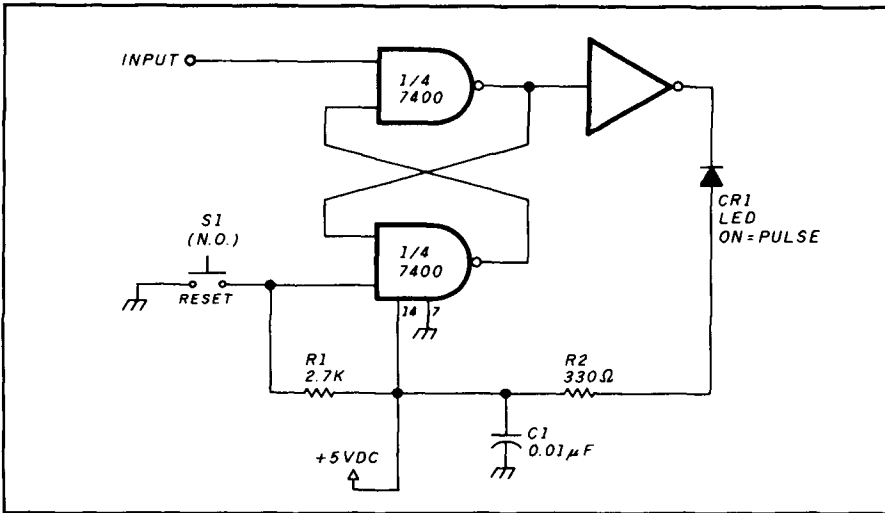 INPUT
1/4
7400
S1
(N.O.)
RESET
1/4
7400
14 7
CR1
LED
ON=PULSE
R1
2.7K
R2
330Ω
C1
0.01μF
+5VDC